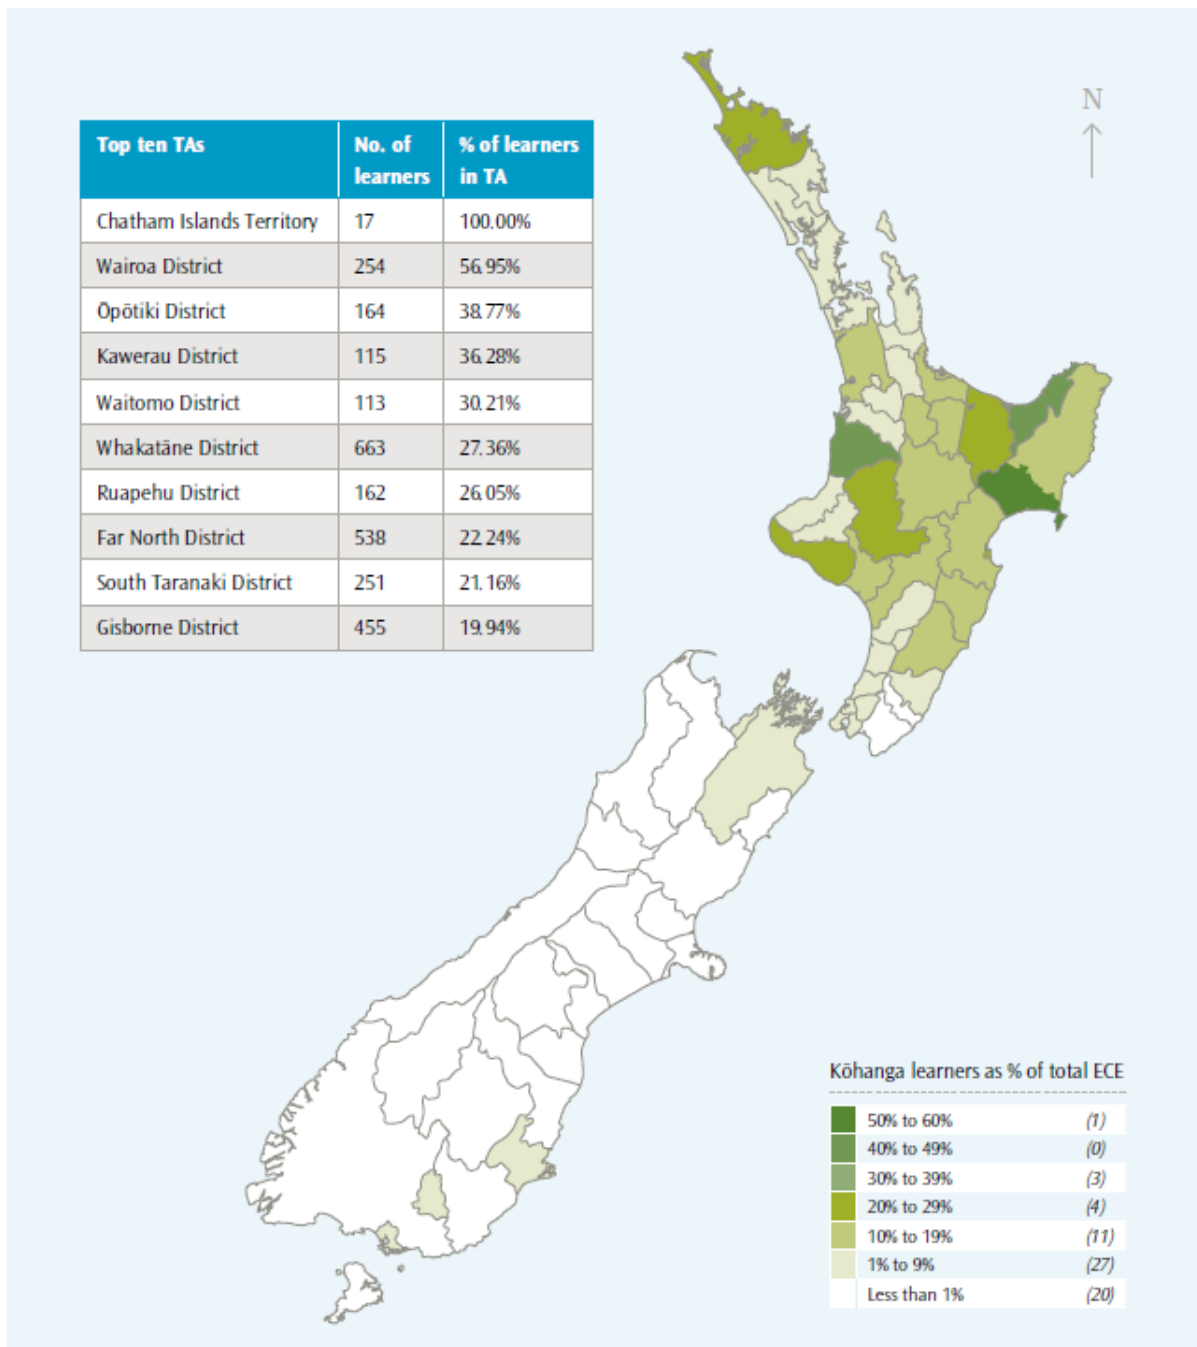 N
Top ten TAs No. of learners % of learners in TA
Chatham Islands Territory 17 100.00%
Wairoa District 254 56.95%
Ōpōtiki District 164 38.77%
Kawerau District 115 36.28%
Waitomo District 113 30.21%
Whakatāne District 663 27.36%
Ruapehu District 162 26.05%
Far North District 538 22.24%
South Taranaki District 251 21.16%
Gisborne District 455 19.94%
Kōhanga learners as % of total ECE
50% to 60% (1)
40% to 49% (0)
30% to 39% (3)
20% to 29% (4)
10% to 19% (11)
1% to 9% (27)
Less than 1% (20)